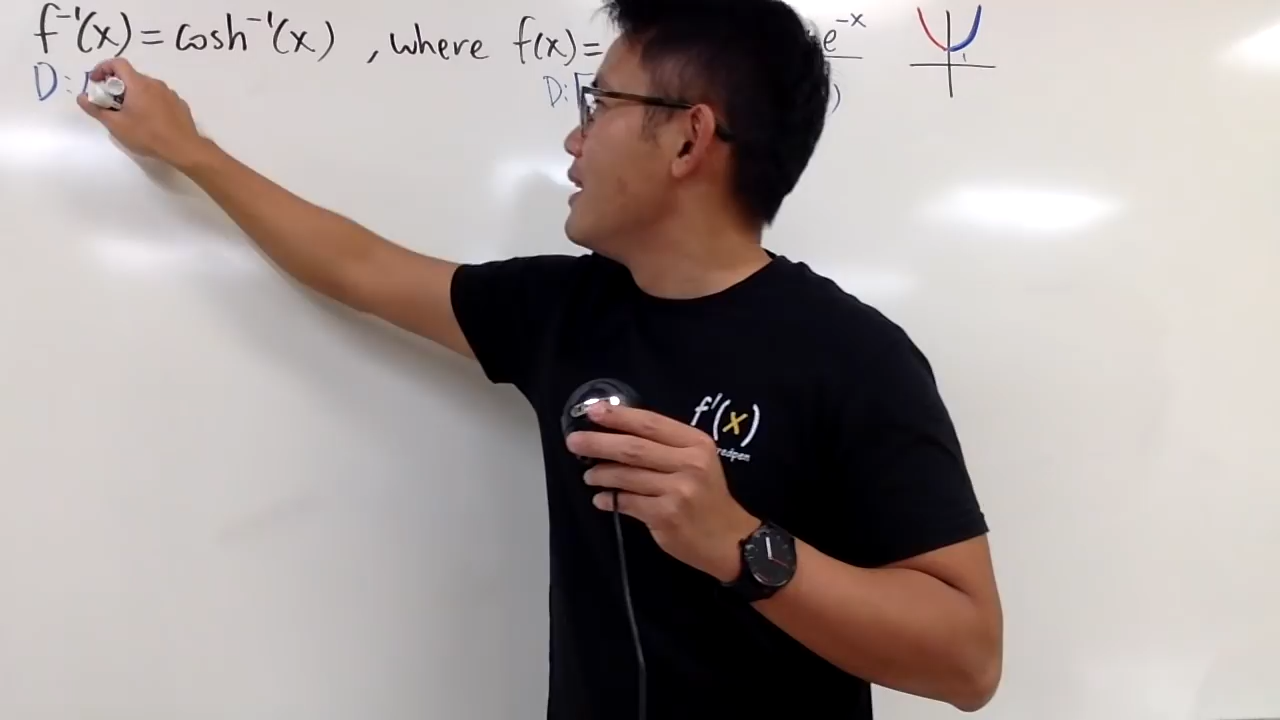 f⁻¹(x) = cosh⁻¹(x) , where f(x) = e⁻ˣ
D: [ D: [ )
f'(x)
redpen